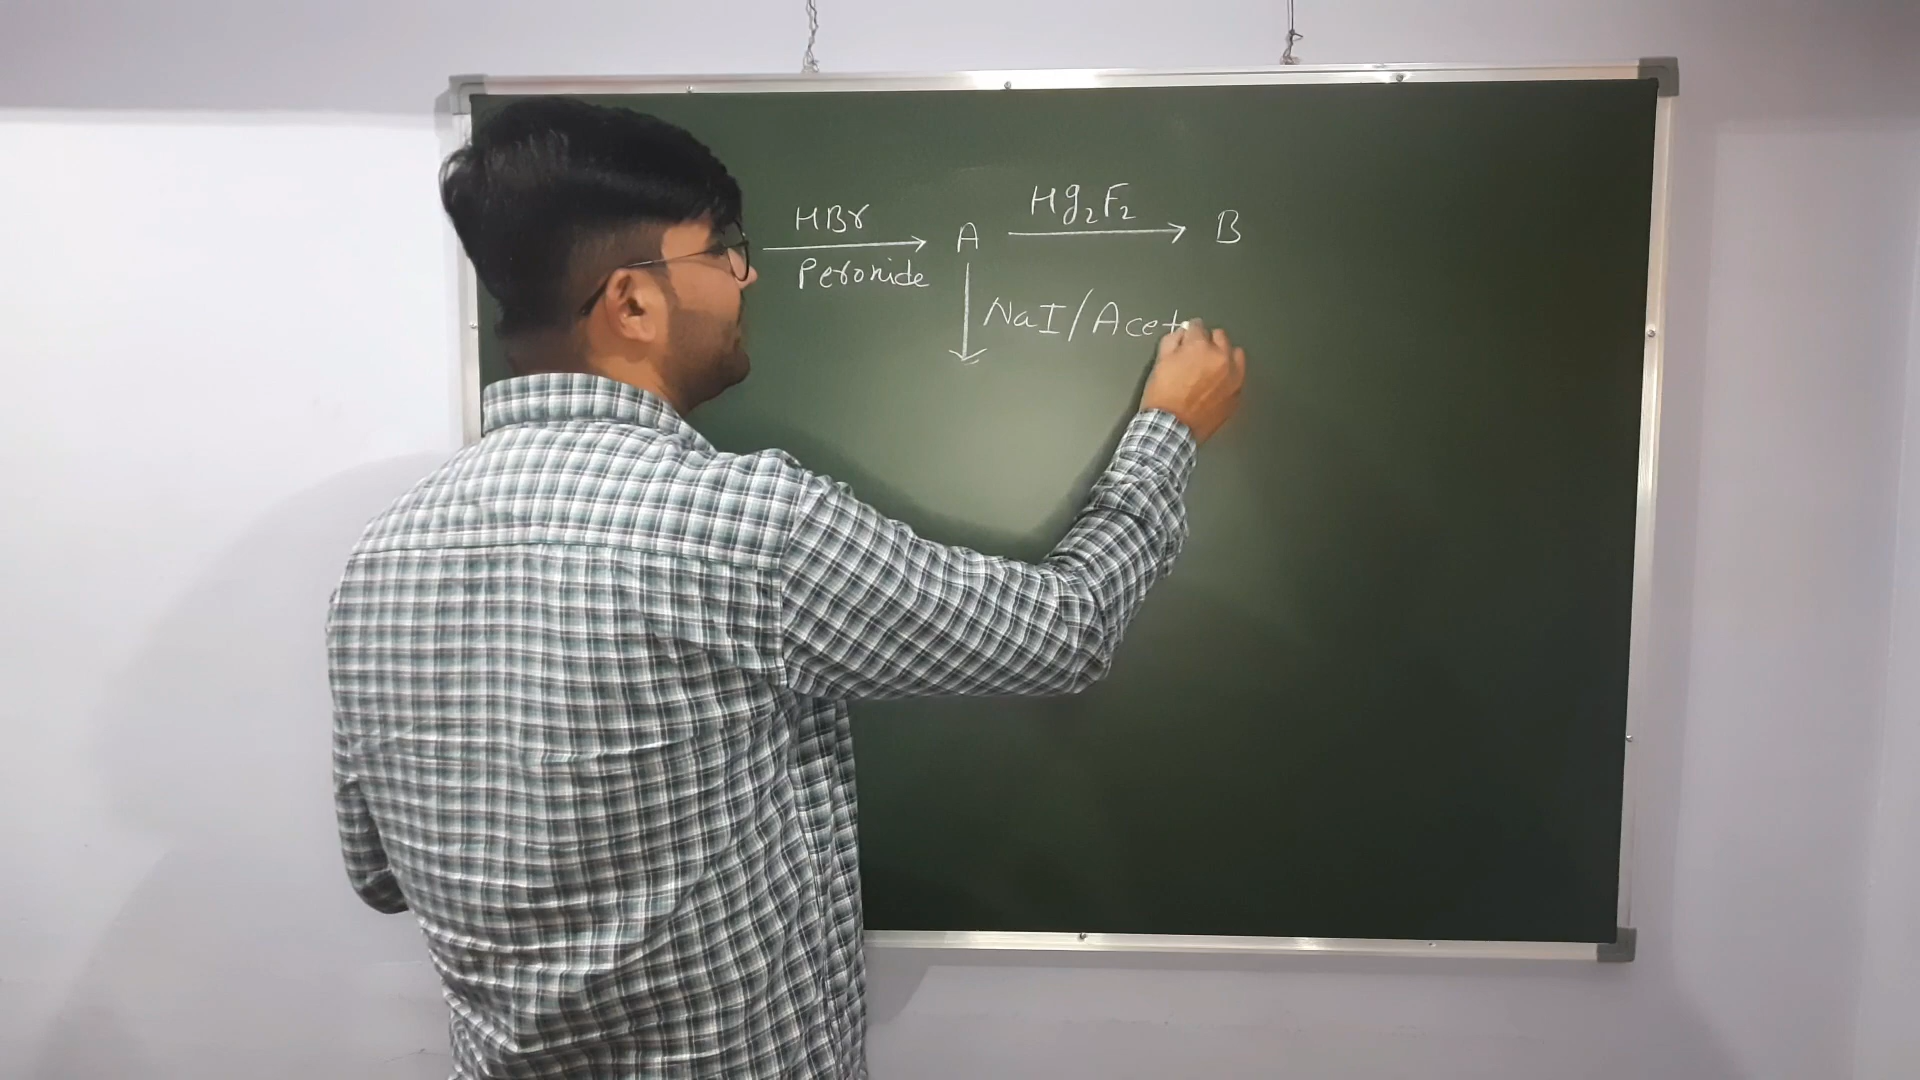 HBr
Peroxide
A
Hg₂F₂
B
NaI/Acet